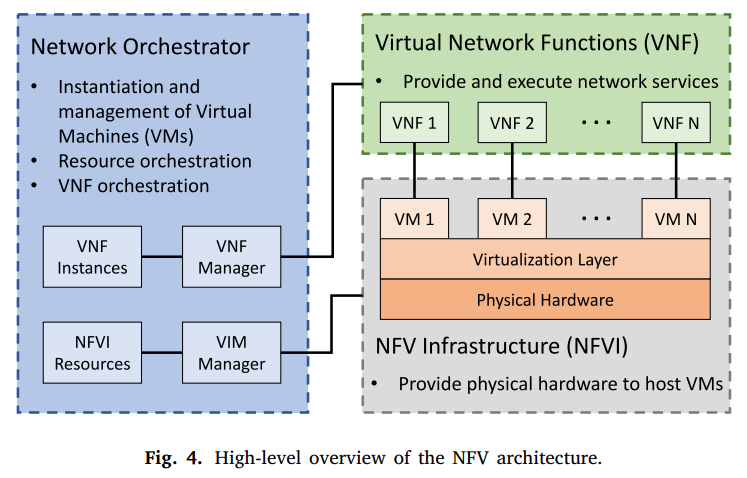 Network Orchestrator
• Instantiation and
management of Virtual
Machines (VMs)
• Resource orchestration
• VNF orchestration
VNF
Instances
VNF
Manager
NFVI
Resources
VIM
Manager
Virtual Network Functions (VNF)
• Provide and execute network services
VNF 1
VNF 2
• • •
VNF N
VM 1
VM 2
• • •
VM N
Virtualization Layer
Physical Hardware
NFV Infrastructure (NFVI)
• Provide physical hardware to host VMs
Fig. 4. High-level overview of the NFV architecture.